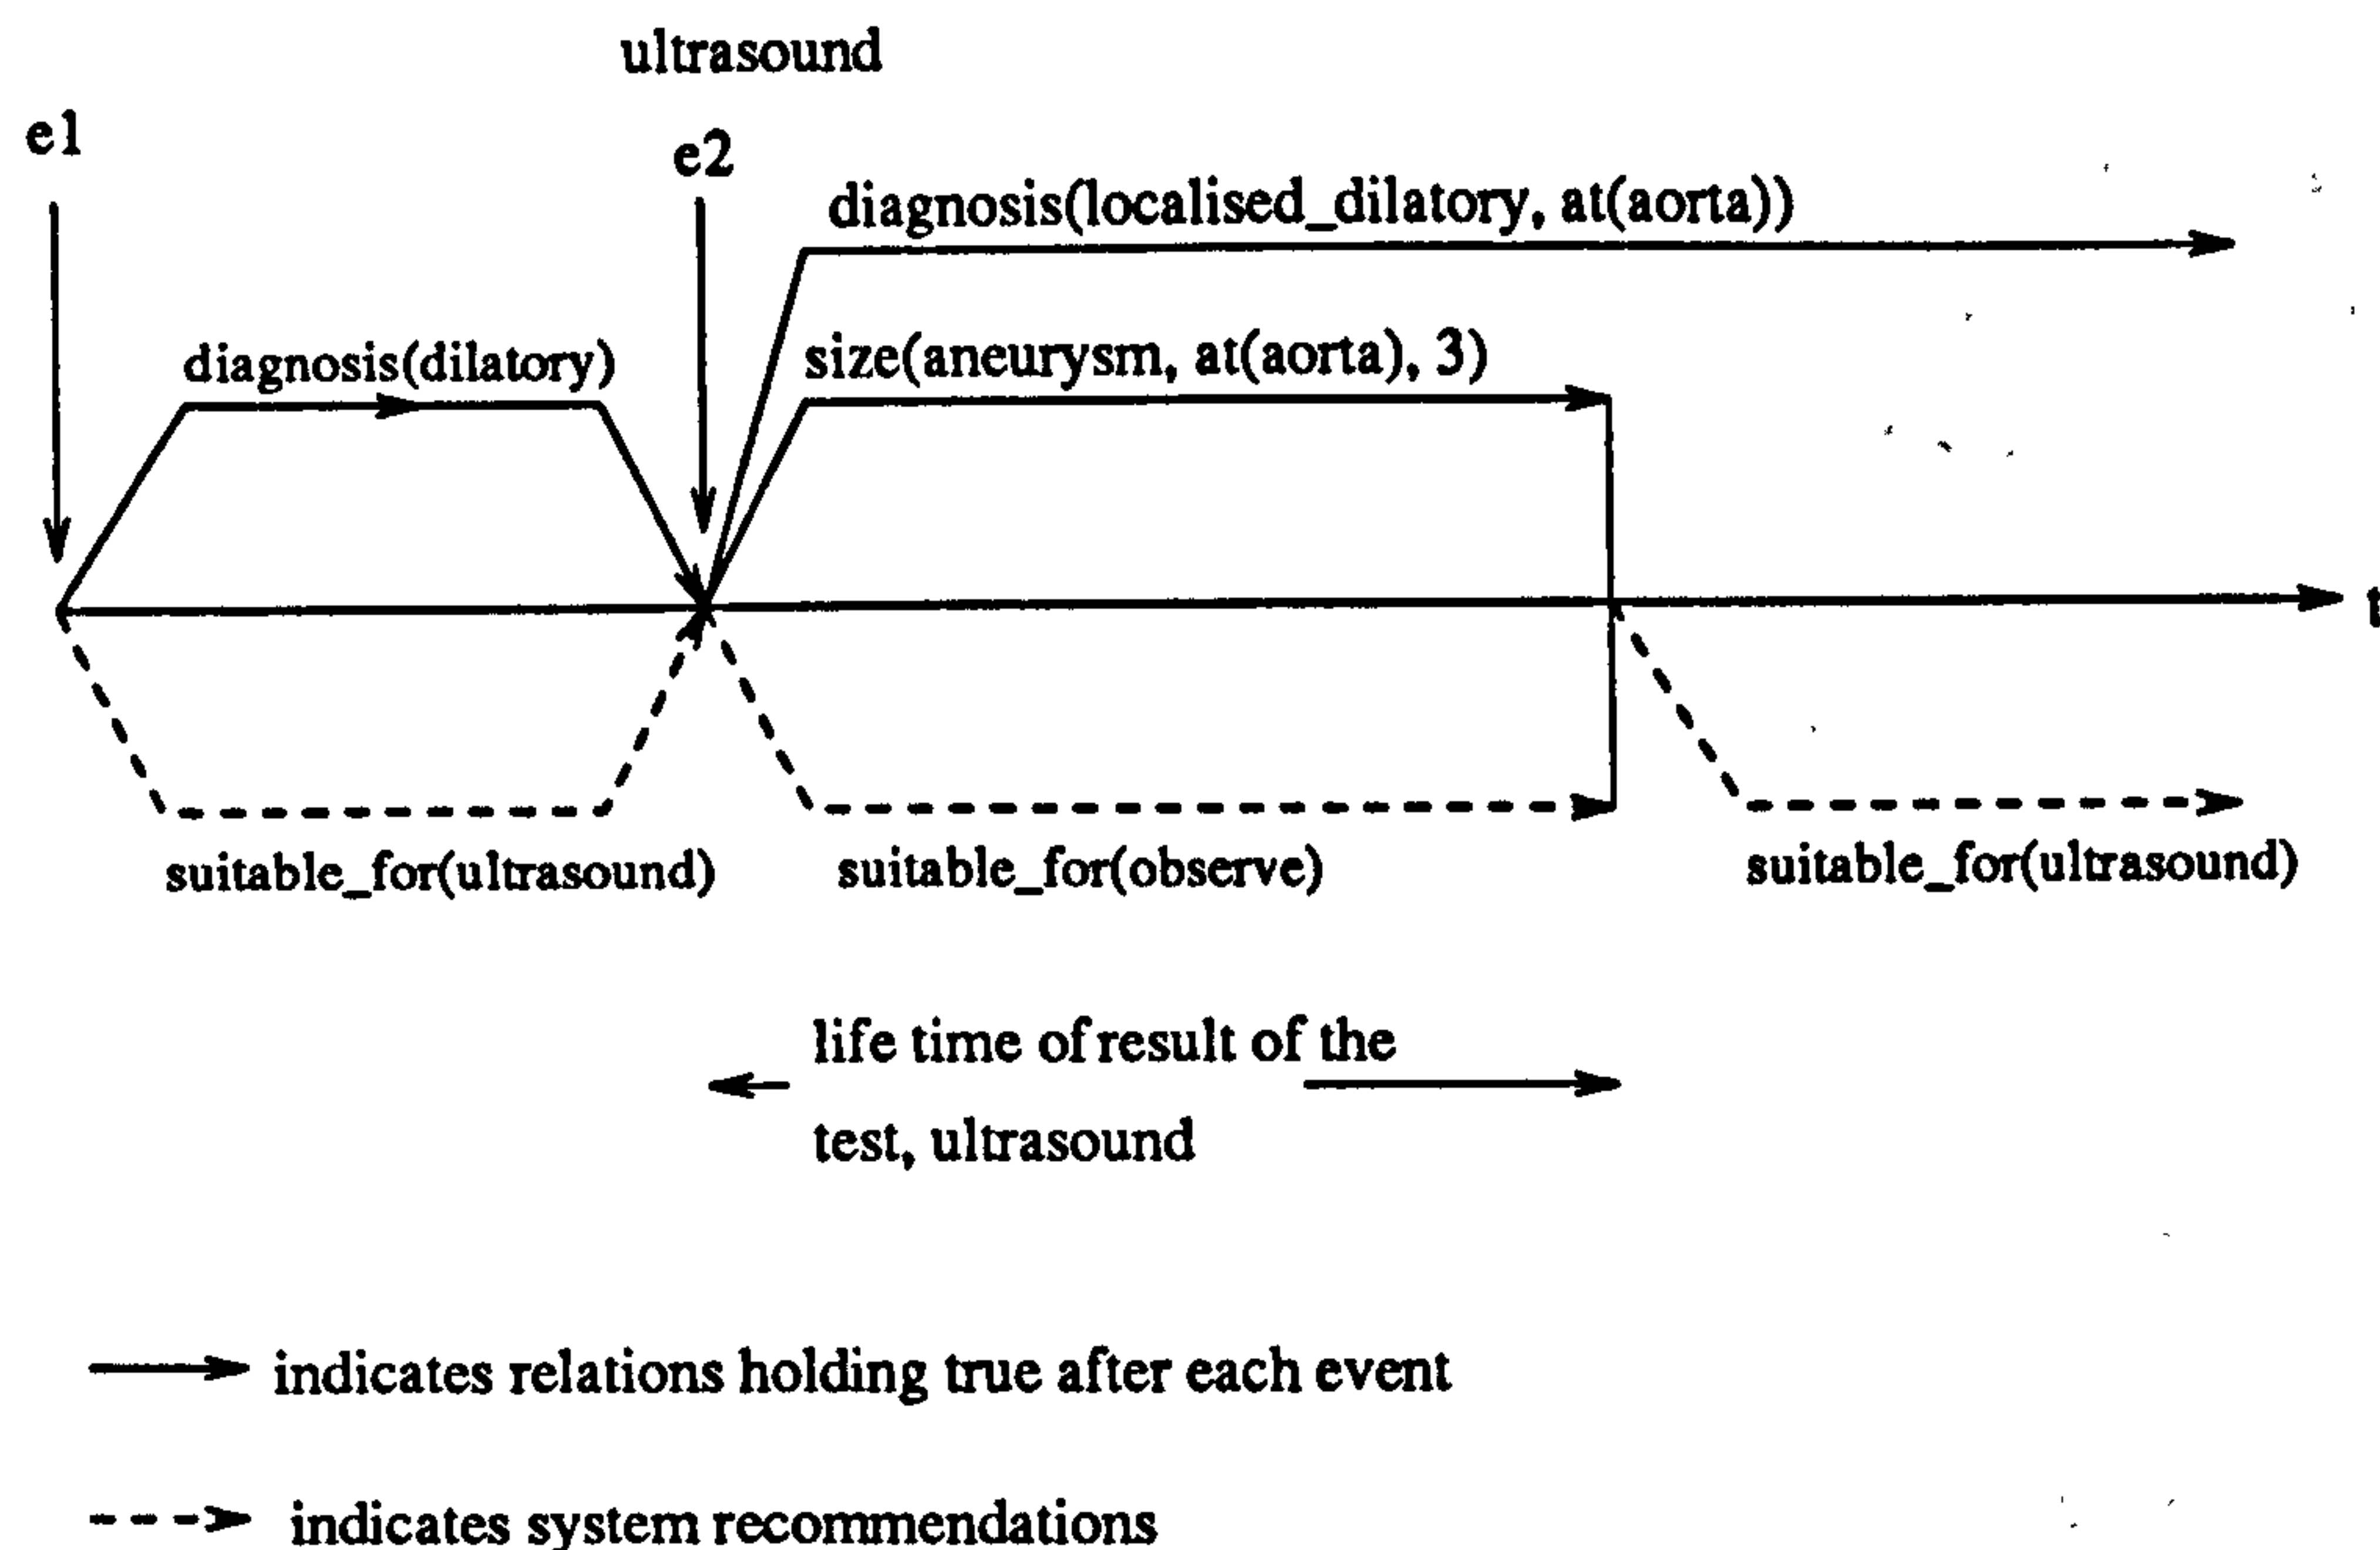 ultrasound
e1
e2
diagnosis(localised_dilatory, at(aorta))
size(aneurysm, at(aorta), 3)
diagnosis(dilatory)
t
suitable_for(ultrasound)
suitable_for(observe)
suitable_for(ultrasound)
life time of result of the
test, ultrasound
indicates relations holding true after each event
indicates system recommendations